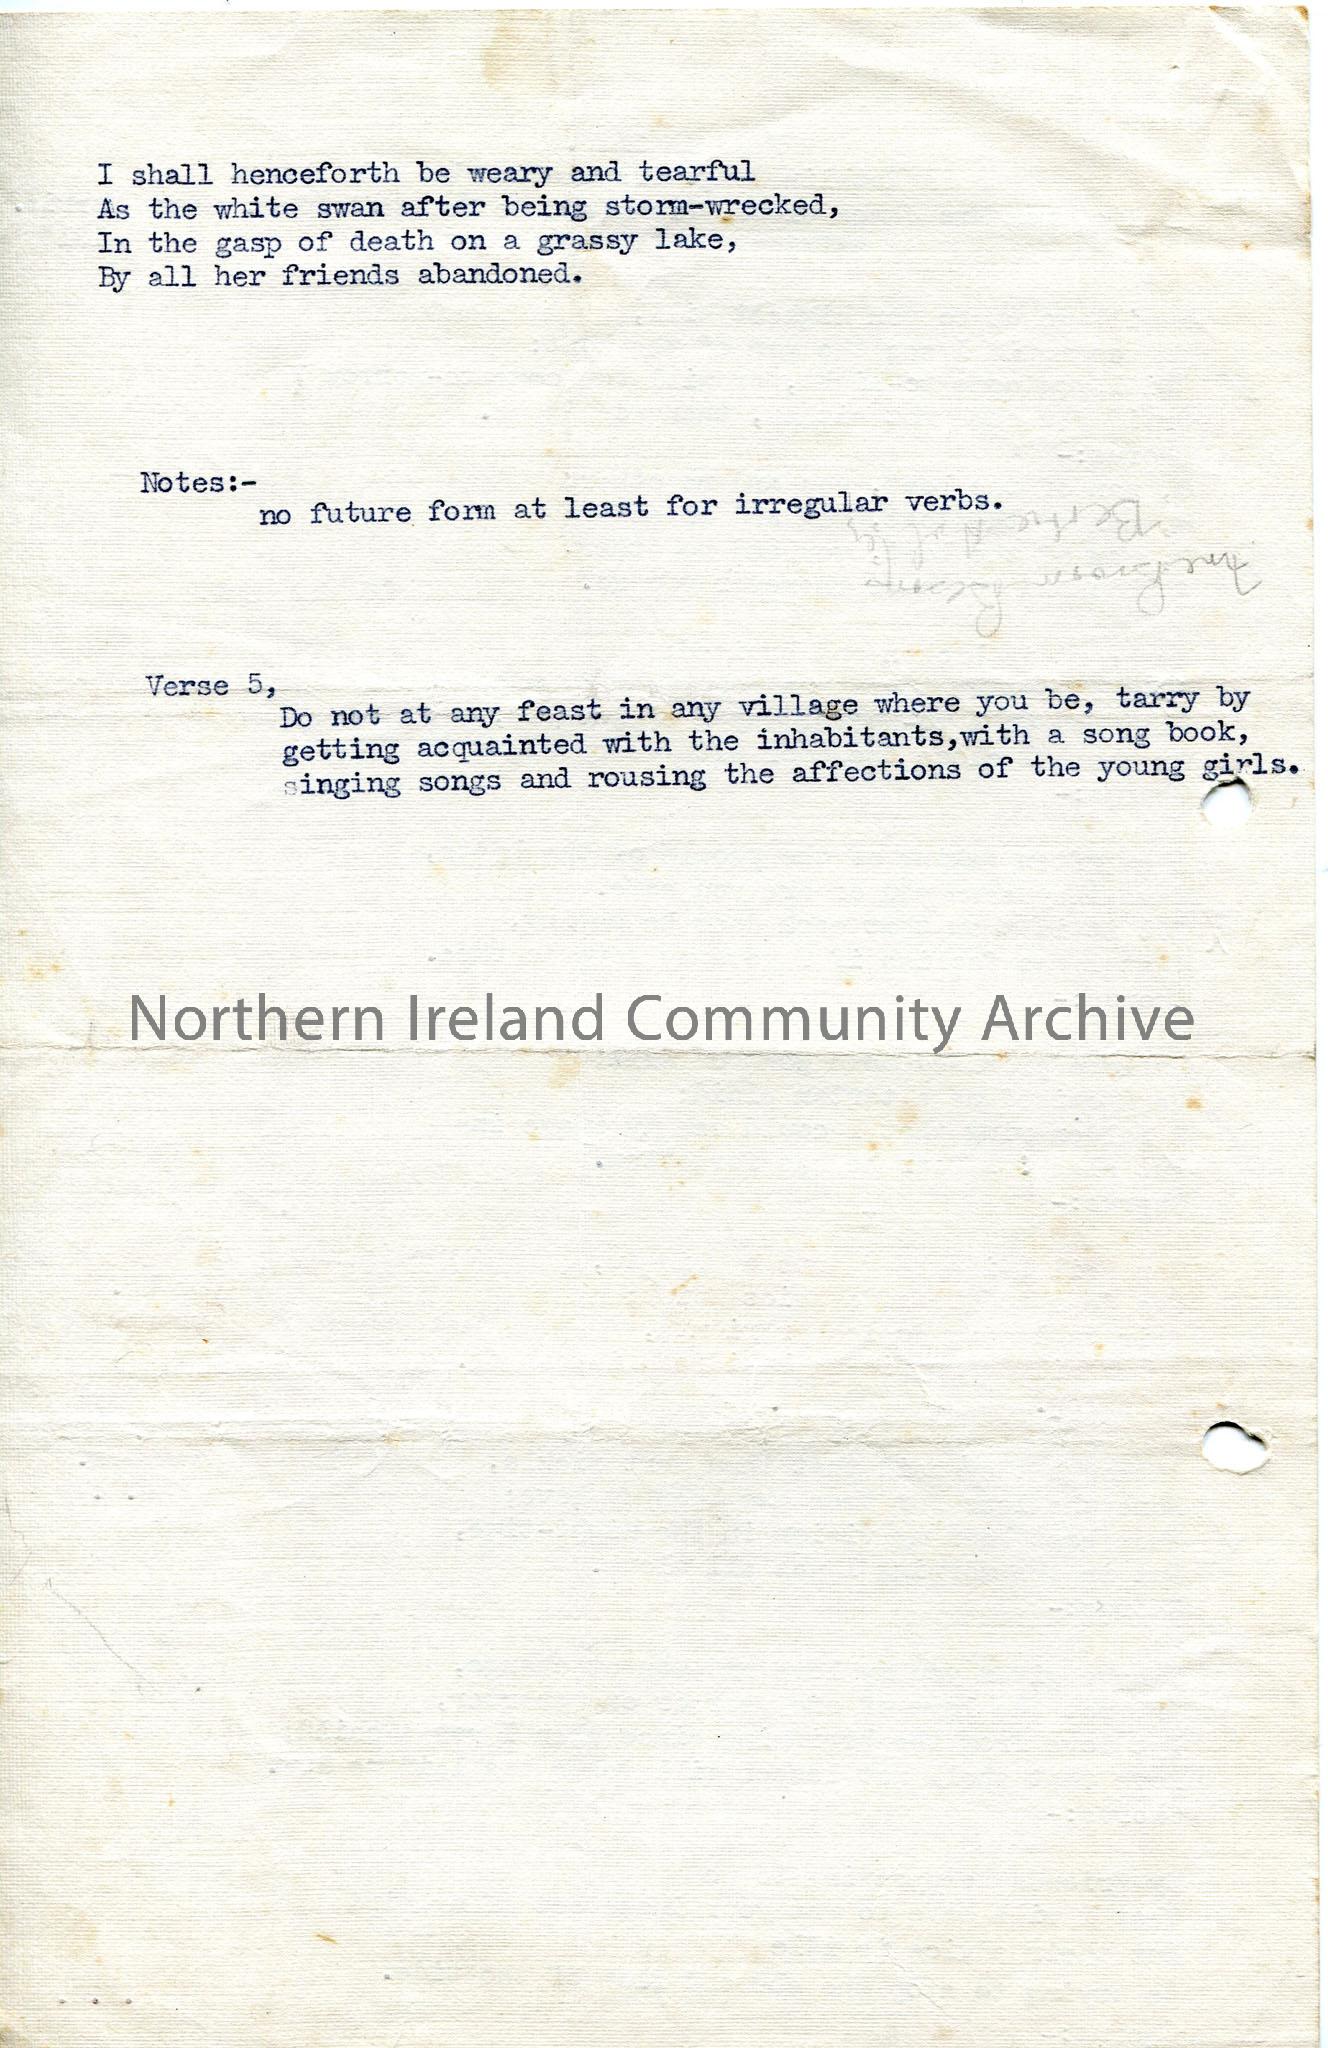 I shall henceforth be weary and tearful
As the white swan after being storm-wrecked,
In the gasp of death on a grassy lake,
By all her friends abandoned.
Notes:-
no future form at least for irregular verbs.
Verse 5,
Do not at any feast in any village where you be, tarry by
getting acquainted with the inhabitants,with a song book,
singing songs and rousing the affections of the young girls.
Northern Ireland Community Archive